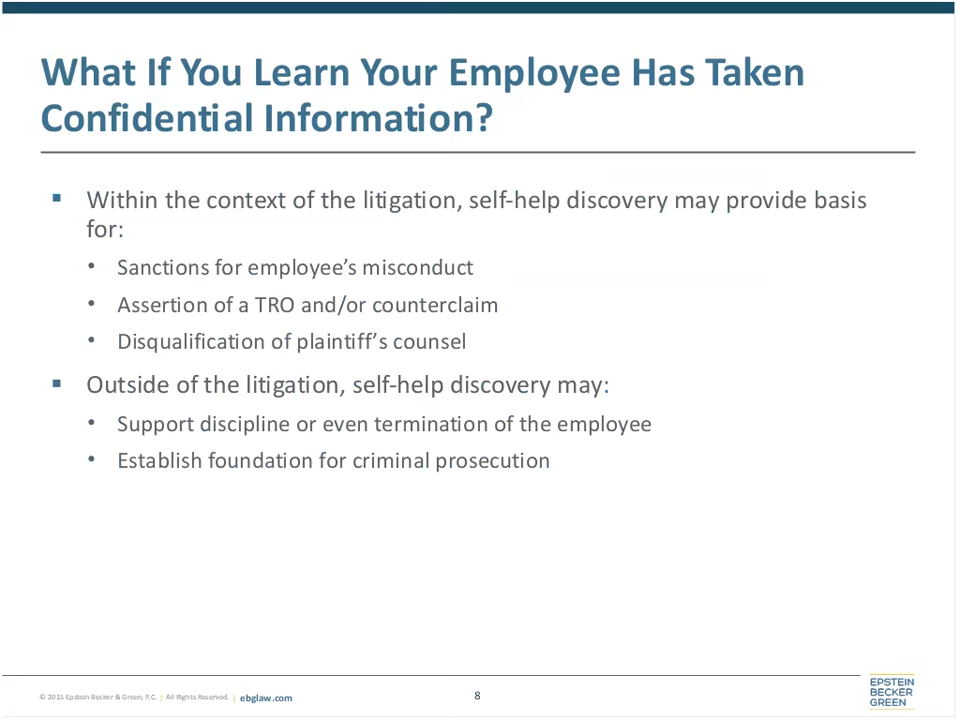 What If You Learn Your Employee Has Taken
Confidential Information?
▪ Within the context of the litigation, self-help discovery may provide basis
for:
• Sanctions for employee’s misconduct
• Assertion of a TRO and/or counterclaim
• Disqualification of plaintiff’s counsel
▪ Outside of the litigation, self-help discovery may:
• Support discipline or even termination of the employee
• Establish foundation for criminal prosecution
© 2015 Epstein Becker & Green, P.C. | All Rights Reserved. | ebglaw.com
8
EPSTEIN
BECKER
GREEN